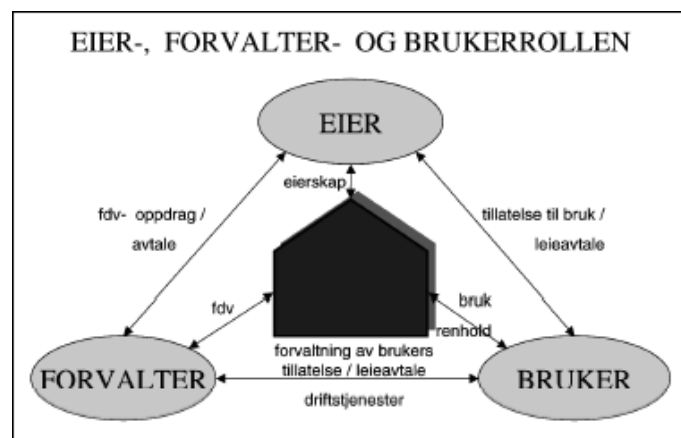 EIER-, FORVALTER- OG BRUKERROLLEN
EIER
eierskap
fdv- oppdrag /
avtale
tillatelse til bruk /
leieavtale
fdv
bruk
renhold
forvaltning av brukers
tillatelse / leieavtale
FORVALTER
BRUKER
driftstjenester